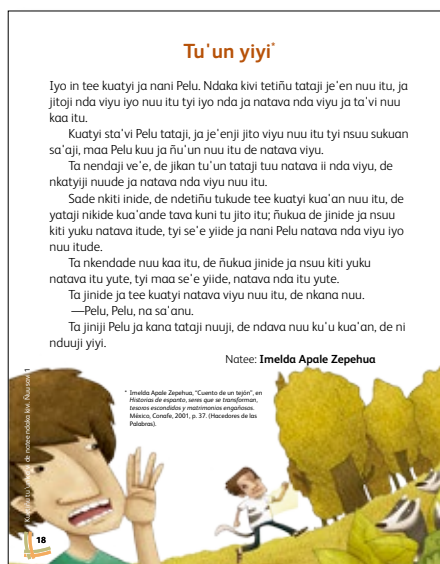 Tu'un yiyi*
Iyo in tee kuatyi ja nani Pelu. Ndaka kivi tetiñu tataji je'en nuu itu, ja
jitoji nda viyu iyo nuu itu tyi iyo nda ja natava nda viyu ja ta'vi nuu
kaa itu.
Kuatyi sta'vi Pelu tataji, ja je'enji jito viyu nuu itu tyi nsuu sukuan
sa'aji, maa Pelu kuu ja ñu'un nuu itu de natava viyu.
Ta nendaji ve'e, de jikan tu'un tataji tuu natava ii nda viyu, de
nkatyiji nuude ja natava nda viyu nuu itu.
Sade nkiti inide, de ndetiñu tukude tee kuatyi kua'an nuu itu, de
yataji nikide kua'ande tava kuni tu jito itu; ñukua de jinide ja nsuu
kiti yuku natava itude, tyi se'e yiide ja nani Pelu natava nda viyu iyo
nuu itude.
Ta nkendade nuu kaa itu, de ñukua jinide ja nsuu kiti yuku
natava itu yute, tyi maa se'e yiide, natava nda itu yute.
Ta jinide ja tee kuatyi natava viyu nuu itu, de nkana nuu.
—Pelu, Pelu, na sa'anu.
Ta jiniji Pelu ja kana tataji nuuji, de ndava nuu ku'u kua'an, de ni
nduuji yiyi.
Natee: Imelda Apale Zepehua
* Imelda Apale Zepehua, "Cuento de un tejón", en
Historias de espanto, seres que se transforman,
tesoros escondidos y matrimonios engañosos.
México, Conafe, 2001, p. 37. (Hacedores de las
Palabras).
de natee ndaka kivi. Ñuu savi. 1
18